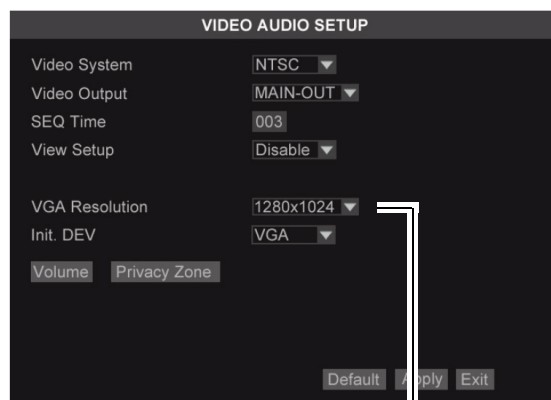 VIDEO AUDIO SETUP
Video System NTSC
Video Output MAIN-OUT
SEQ Time 003
View Setup Disable
VGA Resolution 1280x1024
Init. DEV VGA
Volume Privacy Zone
Default Apply Exit